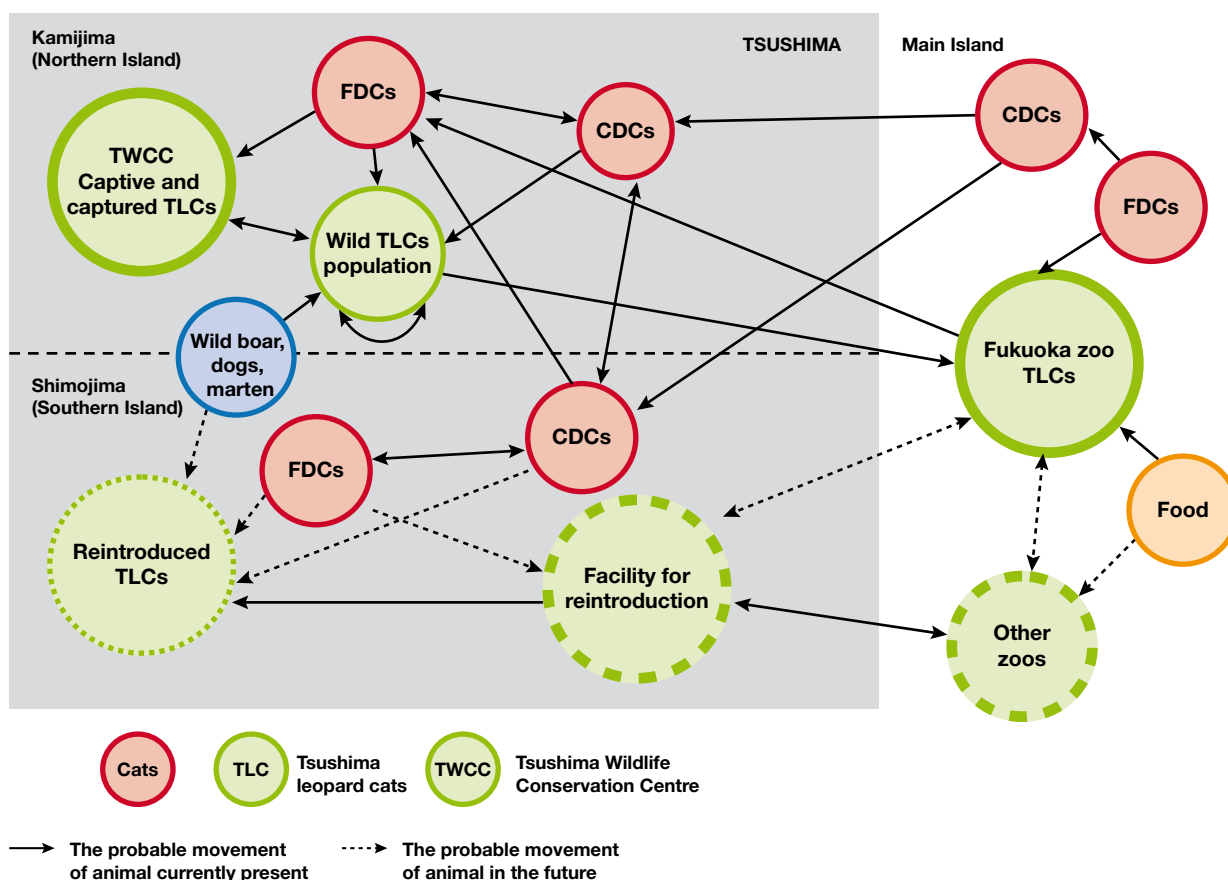 Kamijima
(Northern Island)
TSUSHIMA
Main Island
FDCs
CDCs
CDCs
TWCC
Captive and
captured TLCs
FDCs
Wild TLCs
population
Wild boar,
dogs,
marten
Fukuoka zoo
TLCs
Shimojima
(Southern Island)
CDCs
FDCs
Food
Reintroduced
TLCs
Facility for
reintroduction
Other
zoos
Cats
TLC
Tsushima
leopard cats
TWCC
Tsushima Wildlife
Conservation Centre
The probable movement
of animal currently present
The probable movement
of animal in the future